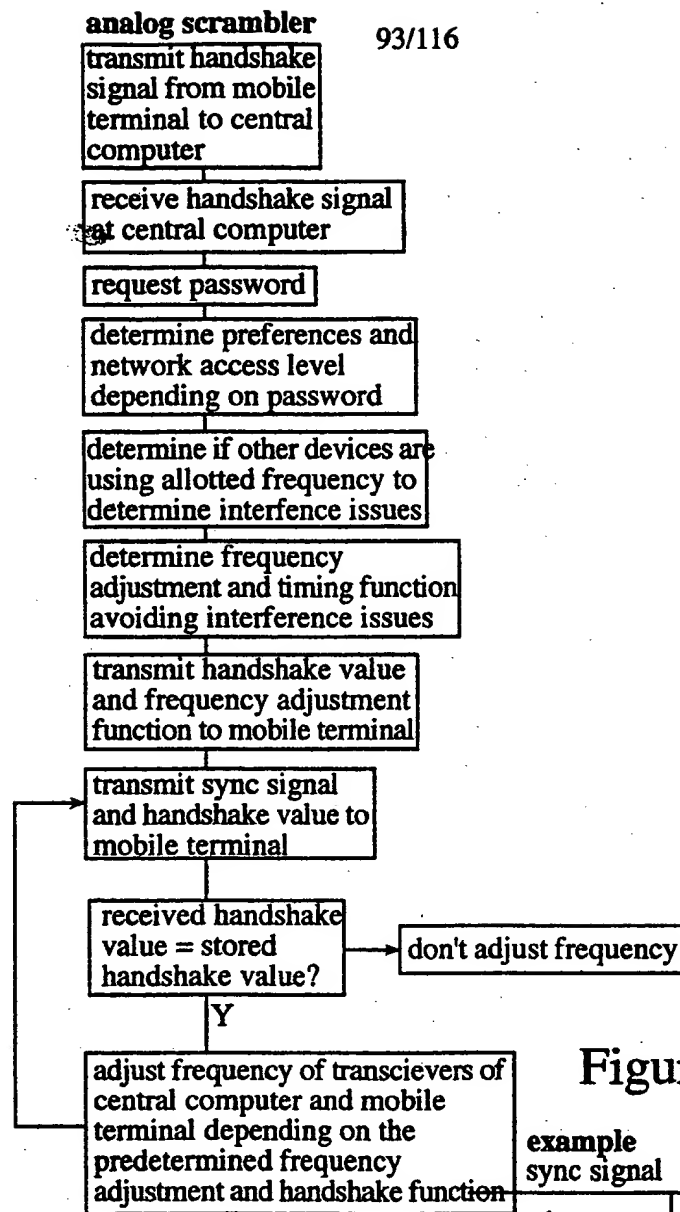 analog scrambler
93/116
transmit handshake
signal from mobile
terminal to central
computer
receive handshake signal
at central computer
request password
determine preferences and
network access level
depending on password
determine if other devices are
using allotted frequency to
determine interfence issues
determine frequency
adjustment and timing function
avoiding interference issues
transmit handshake value
and frequency adjustment
function to mobile terminal
transmit sync signal
and handshake value to
mobile terminal
received handshake
value = stored
handshake value?
don't adjust frequency
Y
adjust frequency of transcievers of
central computer and mobile
terminal depending on the
predetermined frequency
adjustment and handshake function
Figu
example
sync signal